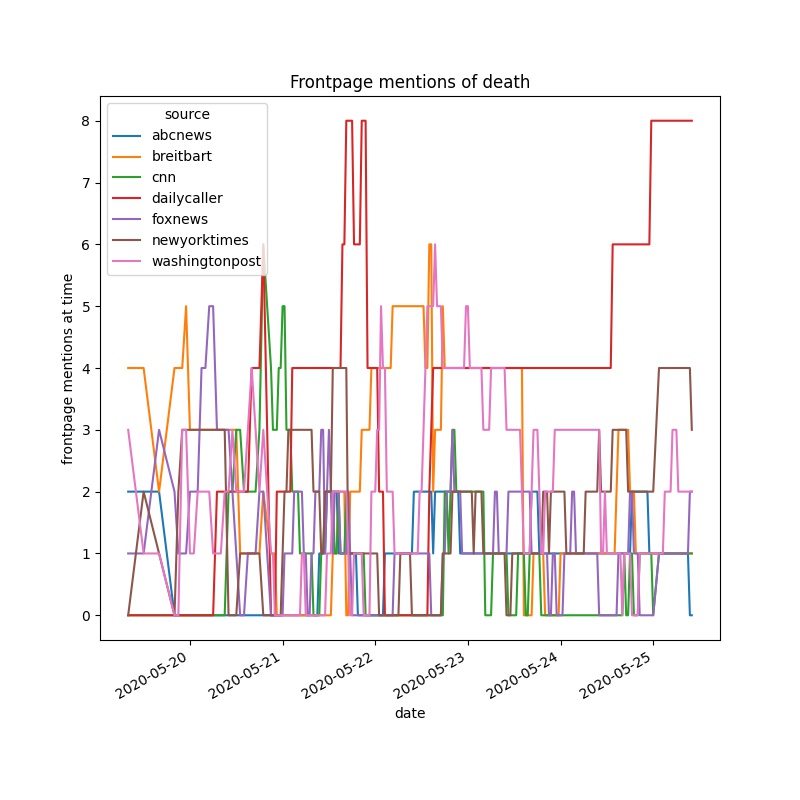 Frontpage mentions of death
source
abcnews
breitbart
cnn
dailycaller
foxnews
newyorktimes
washingtonpost
8
7
6
5
4
3
2
1
0
frontpage mentions at time
2020-05-20
2020-05-21
2020-05-22
2020-05-23
2020-05-24
2020-05-25
date